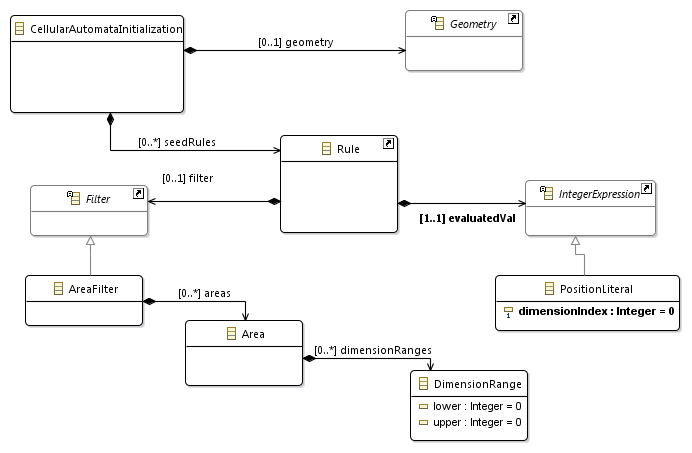 CellularAutomataInitialization
Geometry
[0..1] geometry
[0..*] seedRules
Rule
[0..1] filter
Filter
IntegerExpression
[1..1] evaluatedVal
AreaFilter
[0..*] areas
PositionLiteral
dimensionIndex : Integer = 0
Area
[0..*] dimensionRanges
DimensionRange
lower : Integer = 0
upper : Integer = 0